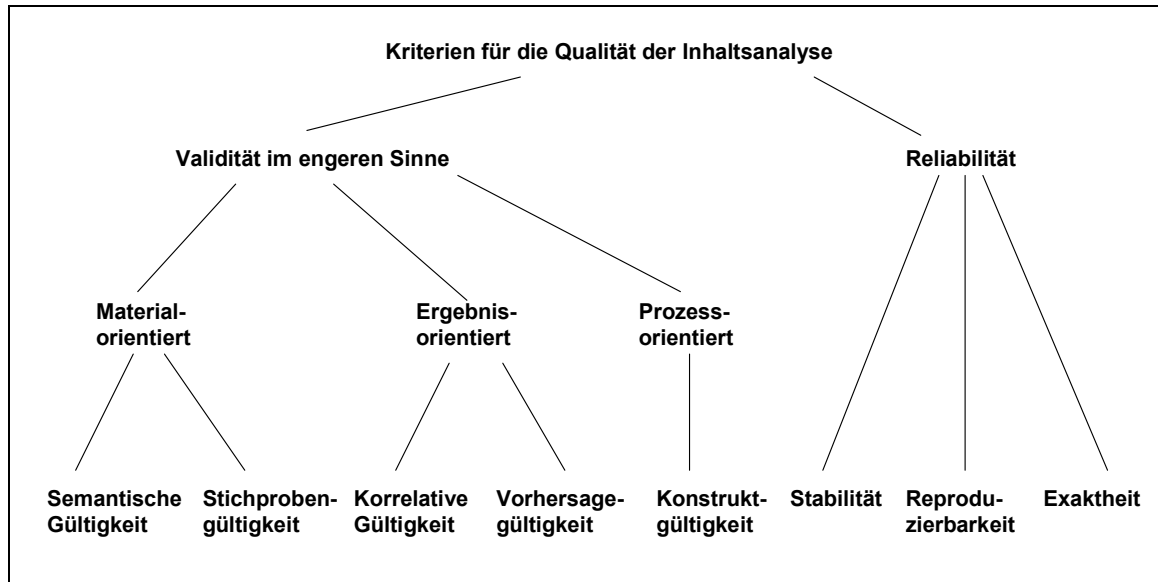 Kriterien für die Qualität der Inhaltsanalyse
Validität im engeren Sinne
Reliabilität
Material-
orientiert
Ergebnis-
orientiert
Prozess-
orientiert
Semantische
Gültigkeit
Stichproben-
gültigkeit
Korrelative
Gültigkeit
Vorhersage-
gültigkeit
Konstrukt-
gültigkeit
Stabilität
Reprodu-
zierbarkeit
Exaktheit